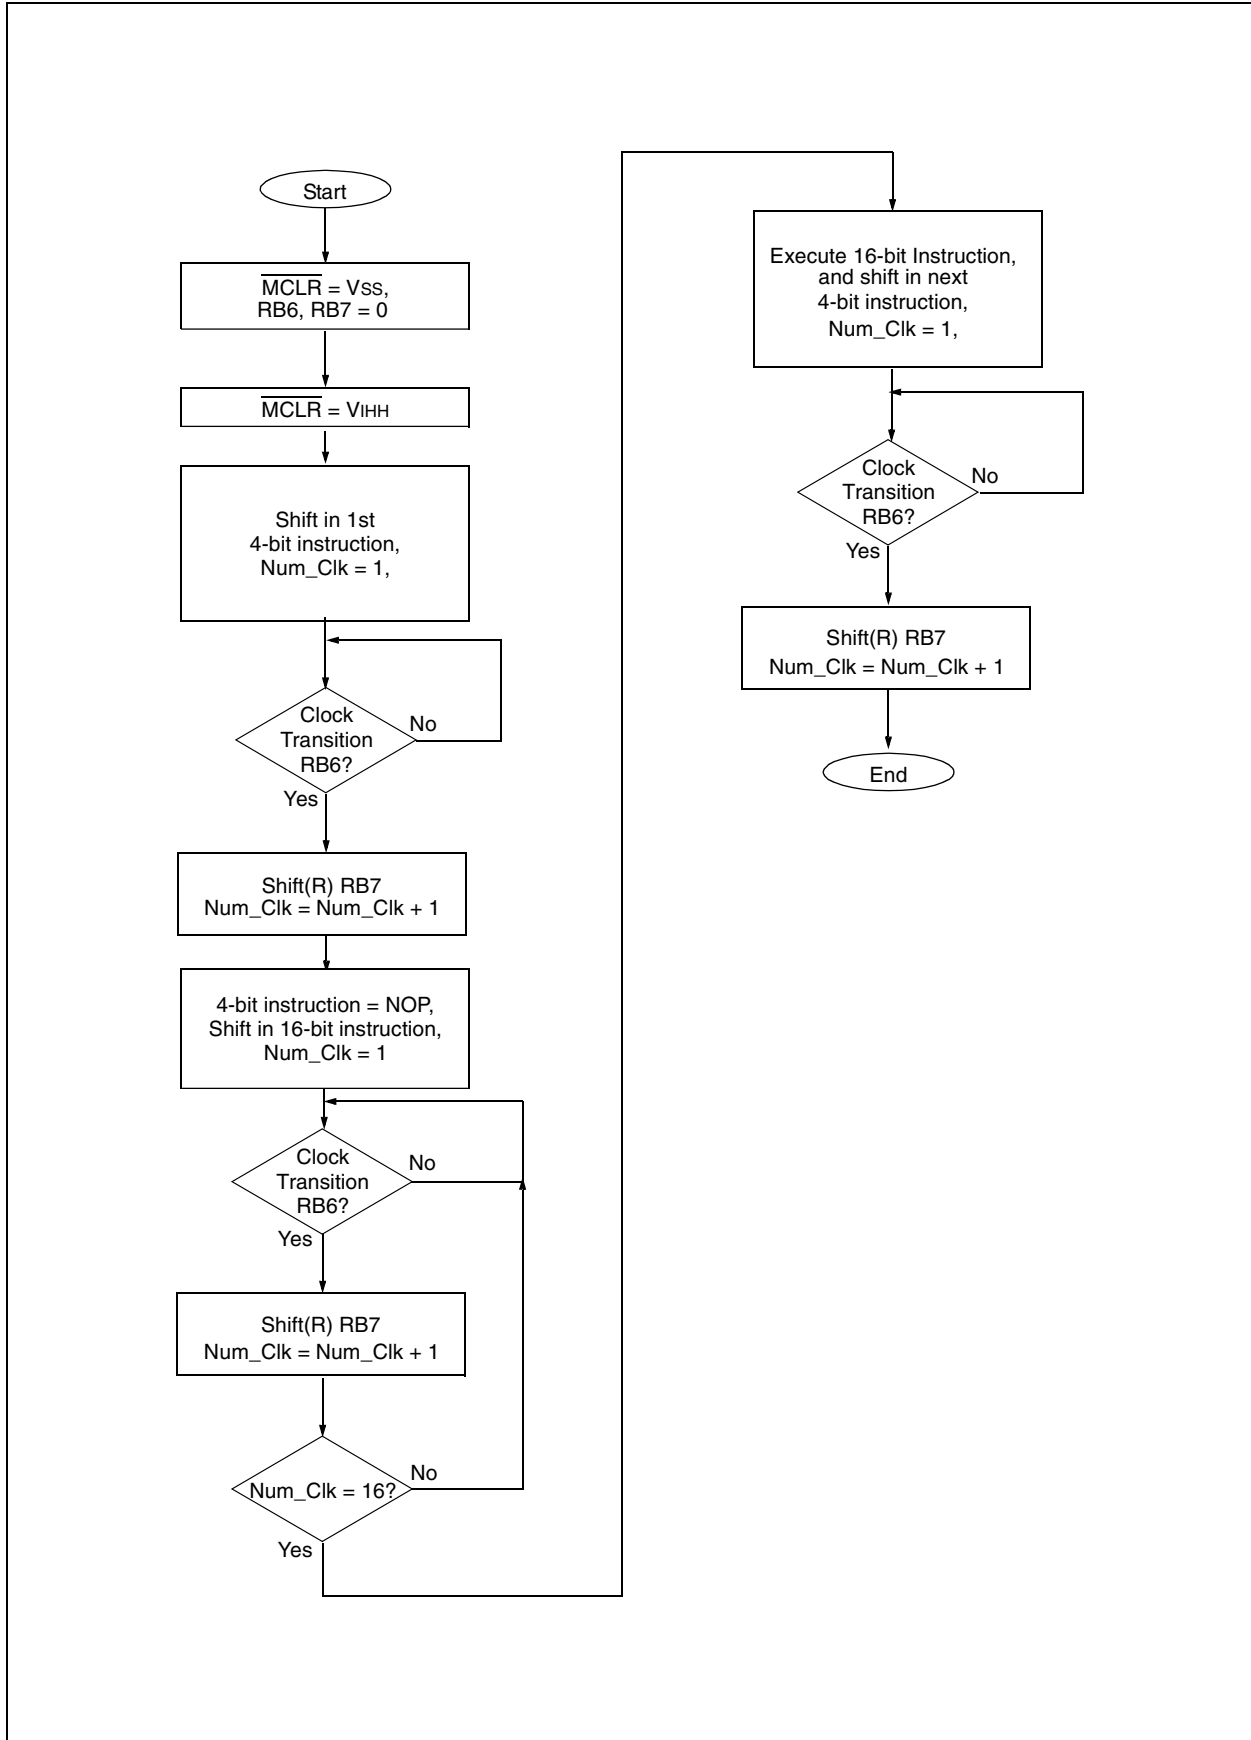 Start
MCLR = VSS,
RB6, RB7 = 0
MCLR = VIHH
Shift in 1st
4-bit instruction,
Num_Clk = 1,
Clock
Transition
RB6?
No
Yes
Shift(R) RB7
Num_Clk = Num_Clk + 1
4-bit instruction = NOP,
Shift in 16-bit instruction,
Num_Clk = 1
Clock
Transition
RB6?
No
Yes
Shift(R) RB7
Num_Clk = Num_Clk + 1
Num_Clk = 16?
No
Yes
Execute 16-bit Instruction,
and shift in next
4-bit instruction,
Num_Clk = 1,
Clock
Transition
RB6?
No
Yes
Shift(R) RB7
Num_Clk = Num_Clk + 1
End